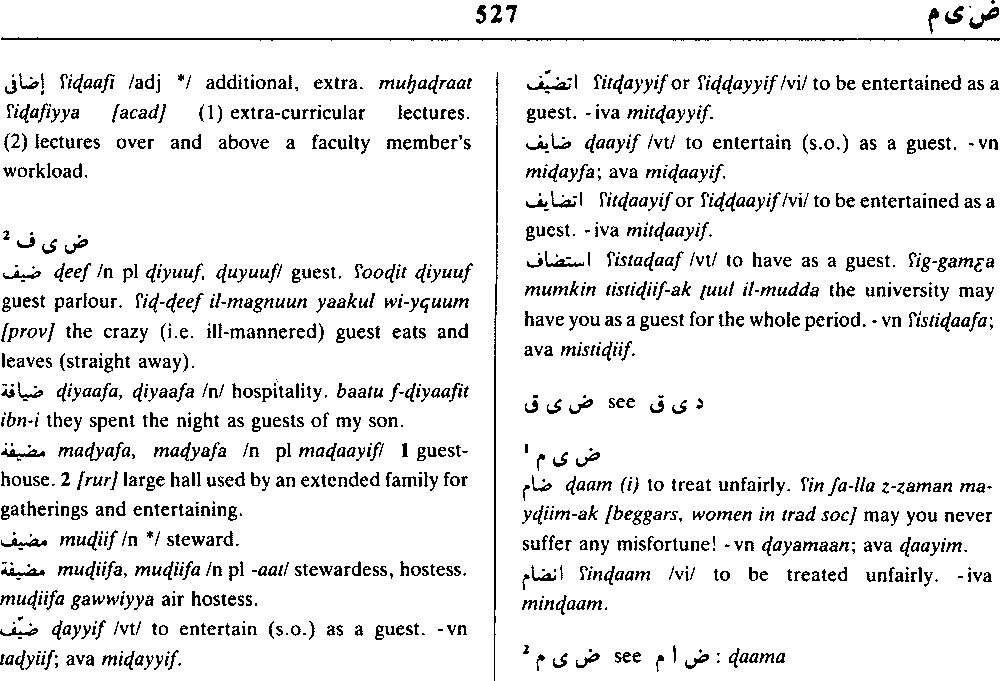 527
ض ى م
إضافى ʕiḍaafi /adj */ additional, extra. muḥaḍraat
ʕiḍafiyya [acad] (1) extra-curricular lectures.
(2) lectures over and above a faculty member's
workload.
ض ى ف ²
ضيف ḍeef /n pl ḍiyuuf, ḍuyuuf/ guest. ʕooḍit ḍiyuuf
guest parlour. ʕiḍ-ḍeef il-magnuun yaakul wi-yquum
[prov] the crazy (i.e. ill-mannered) guest eats and
leaves (straight away).
ضيافة ḍiyaafa, ḍiyaafa /n/ hospitality. baatu f-ḍiyaafit
ibn-i they spent the night as guests of my son.
مضيفة maḍyafa, maḍyafa /n pl maḍaayif/ 1 guest-
house. 2 [rur] large hall used by an extended family for
gatherings and entertaining.
مضيف muḍiif /n */ steward.
مضيفة muḍiifa, muḍiifa /n pl -aat/ stewardess, hostess.
muḍiifa gawwiyya air hostess.
ضيّف ḍayyif /vt/ to entertain (s.o.) as a guest. -vn
taḍyiif; ava miḍayyif.
اتضيّف ʕitḍayyif or ʕiḍḍayyif /vi/ to be entertained as a
guest. -iva mitḍayyif.
ضايف ḍaayif /vt/ to entertain (s.o.) as a guest. -vn
miḍayfa; ava miḍaayif.
اتضايف ʕitḍaayif or ʕiḍḍaayif /vi/ to be entertained as a
guest. -iva mitḍaayif.
استضاف ʕistaḍaaf /vt/ to have as a guest. ʕig-gamʕa
mumkin tistiḍiif-ak ṭuul il-mudda the university may
have you as a guest for the whole period. -vn ʕistiḍaafa;
ava mistiḍiif.
ض ى ق see د ى ق
ض ى م ¹
ضام ḍaam (i) to treat unfairly. ʕin ʃa-lla z-zaman ma-
yḍiim-ak [beggars, women in trad soc] may you never
suffer any misfortune! -vn ḍayamaan; ava ḍaayim.
انضام ʕinḍaam /vi/ to be treated unfairly. -iva
minḍaam.
ض ى م ² see ض ا م : ḍaama